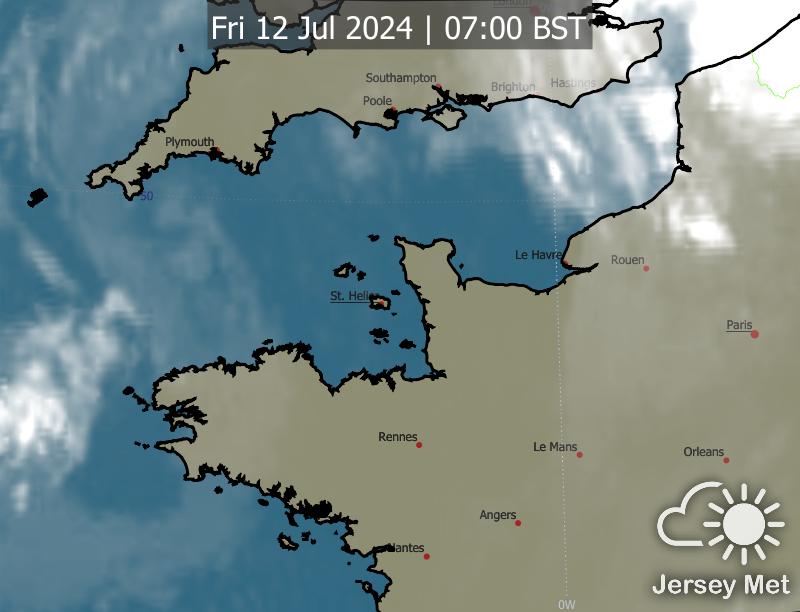 London
Fri 12 Jul 2024 | 07:00 BST
Southampton
Brighton
Hastings
Poole
Plymouth
50
Le Havre
Rouen
St. Helier
Paris
Rennes
Le Mans
Orleans
Angers
Nantes
Jersey Met
0W